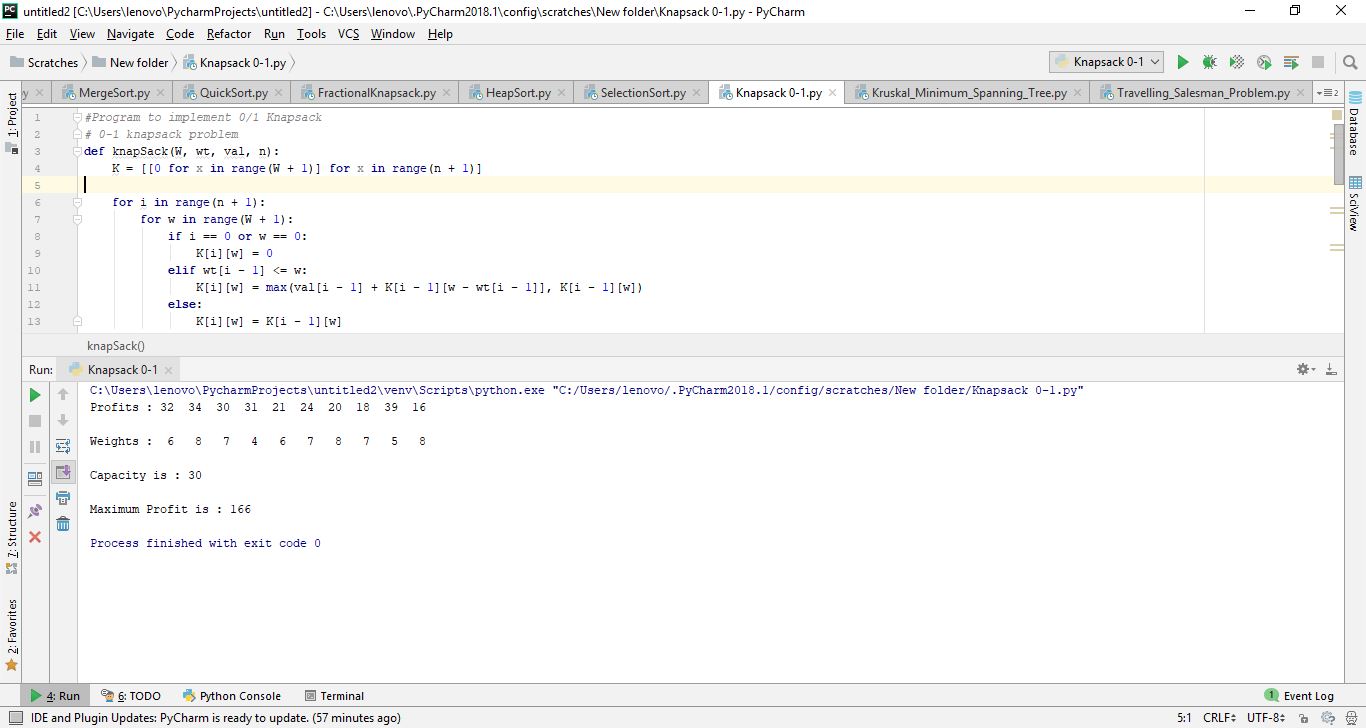 untitled2 [C:\Users\lenovo\PycharmProjects\untitled2] - C:\Users\lenovo\.PyCharm2018.1\config\scratches\New folder\Knapsack 0-1.py - PyCharm
File Edit View Navigate Code Refactor Run Tools VCS Window Help
Scratches New folder Knapsack 0-1.py Knapsack 0-1
y MergeSort.py QuickSort.py FractionalKnapsack.py HeapSort.py SelectionSort.py Knapsack 0-1.py Kruskal_Minimum_Spanning_Tree.py Travelling_Salesman_Problem.py 2
1: Project
Database
SciView
1 #Program to implement 0/1 Knapsack
2 # 0-1 knapsack problem
3 def knapSack(W, wt, val, n):
4 K = [[0 for x in range(W + 1)] for x in range(n + 1)]
5
6 for i in range(n + 1):
7 for w in range(W + 1):
8 if i == 0 or w == 0:
9 K[i][w] = 0
10 elif wt[i - 1] <= w:
11 K[i][w] = max(val[i - 1] + K[i - 1][w - wt[i - 1]], K[i - 1][w])
12 else:
13 K[i][w] = K[i - 1][w]
knapSack()
Run: Knapsack 0-1
C:\Users\lenovo\PycharmProjects\untitled2\venv\Scripts\python.exe "C:/Users/lenovo/.PyCharm2018.1/config/scratches/New folder/Knapsack 0-1.py"
Profits : 32 34 30 31 21 24 20 18 39 16
Weights : 6 8 7 4 6 7 8 7 5 8
Capacity is : 30
Maximum Profit is : 166
Process finished with exit code 0
7: Structure
2: Favorites
4: Run 6: TODO Python Console Terminal 1 Event Log
IDE and Plugin Updates: PyCharm is ready to update. (57 minutes ago) 5:1 CRLF UTF-8